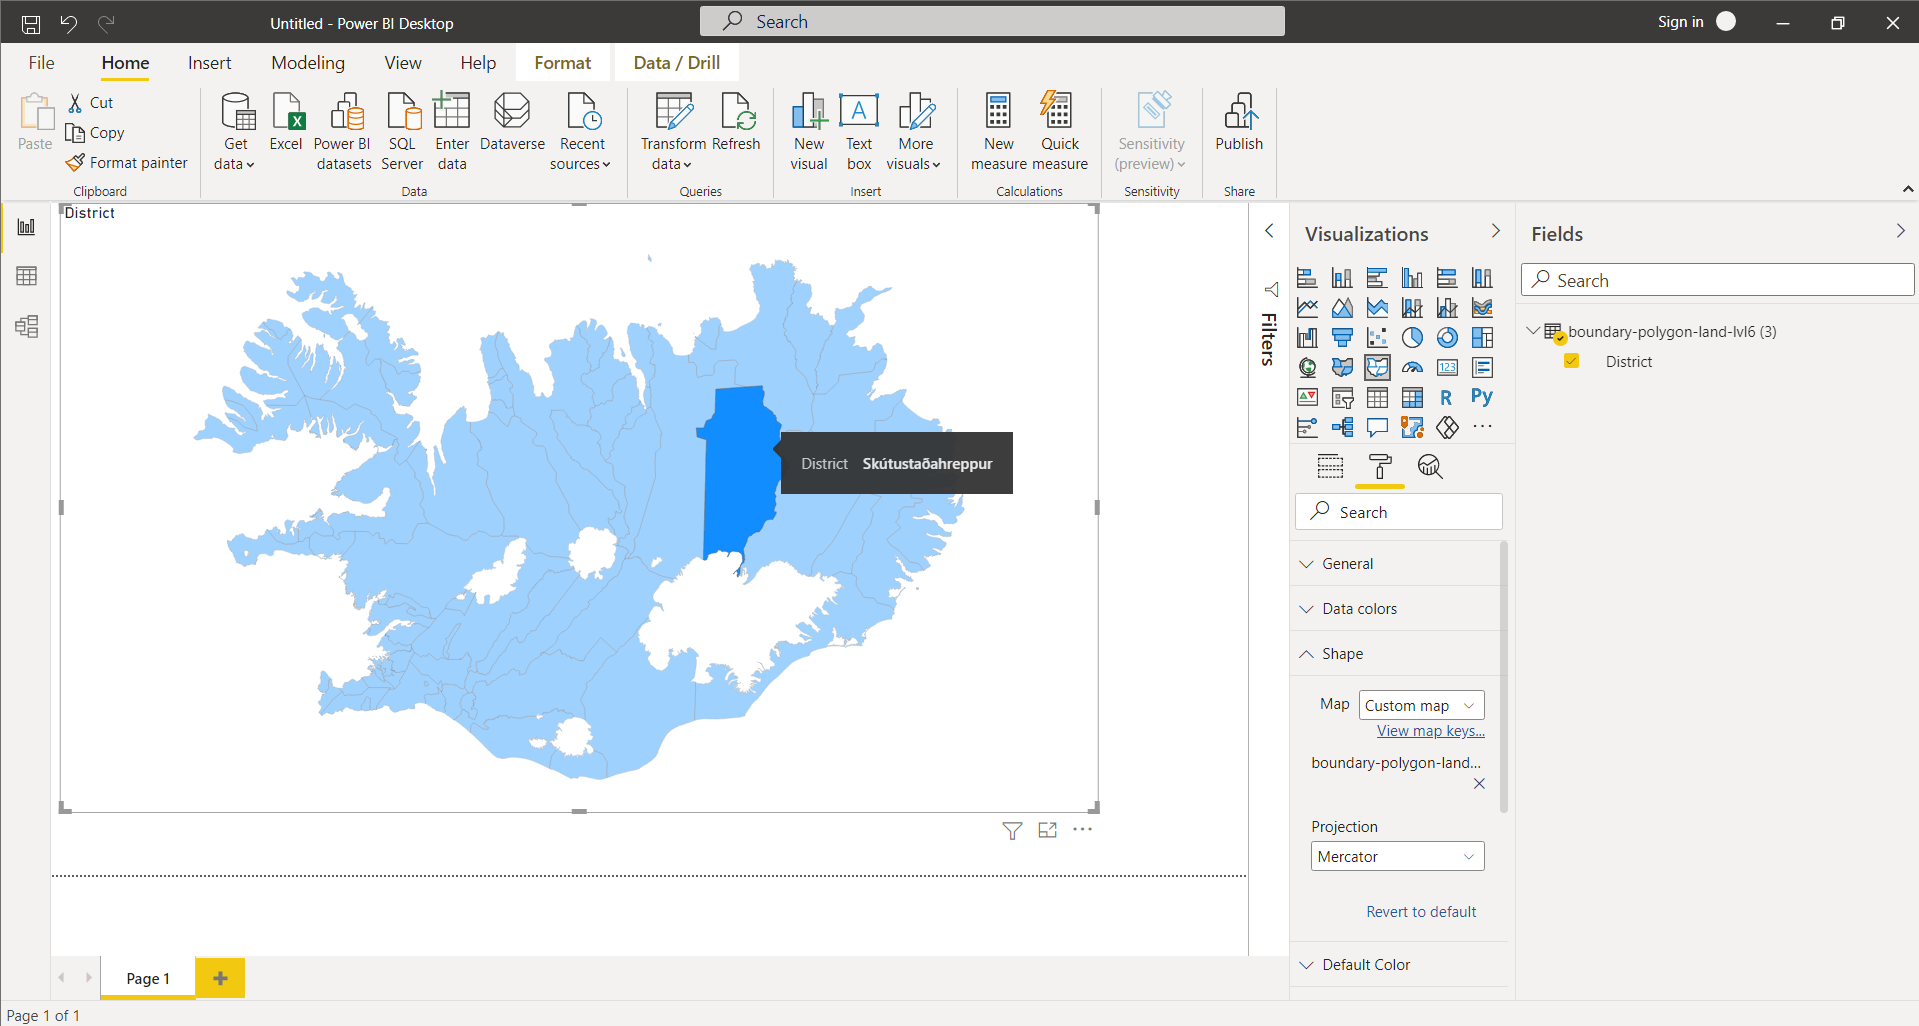 Untitled - Power BI Desktop
Search
Sign in
File
Home
Insert
Modeling
View
Help
Format
Data / Drill
Paste
Cut
Copy
Format painter
Clipboard
Get data
Excel
Power BI datasets
SQL Server
Enter data
Dataverse
Recent sources
Data
Transform data
Refresh
Queries
New visual
Text box
More visuals
Insert
New measure
Quick measure
Calculations
Sensitivity (preview)
Sensitivity
Publish
Share
District
District Skútustaðahreppur
Filters
Visualizations
123
R
Py
Search
General
Data colors
Shape
Map
Custom map
View map keys...
boundary-polygon-land...
Projection
Mercator
Revert to default
Default Color
Fields
Search
boundary-polygon-land-lvl6 (3)
District
Page 1
Page 1 of 1